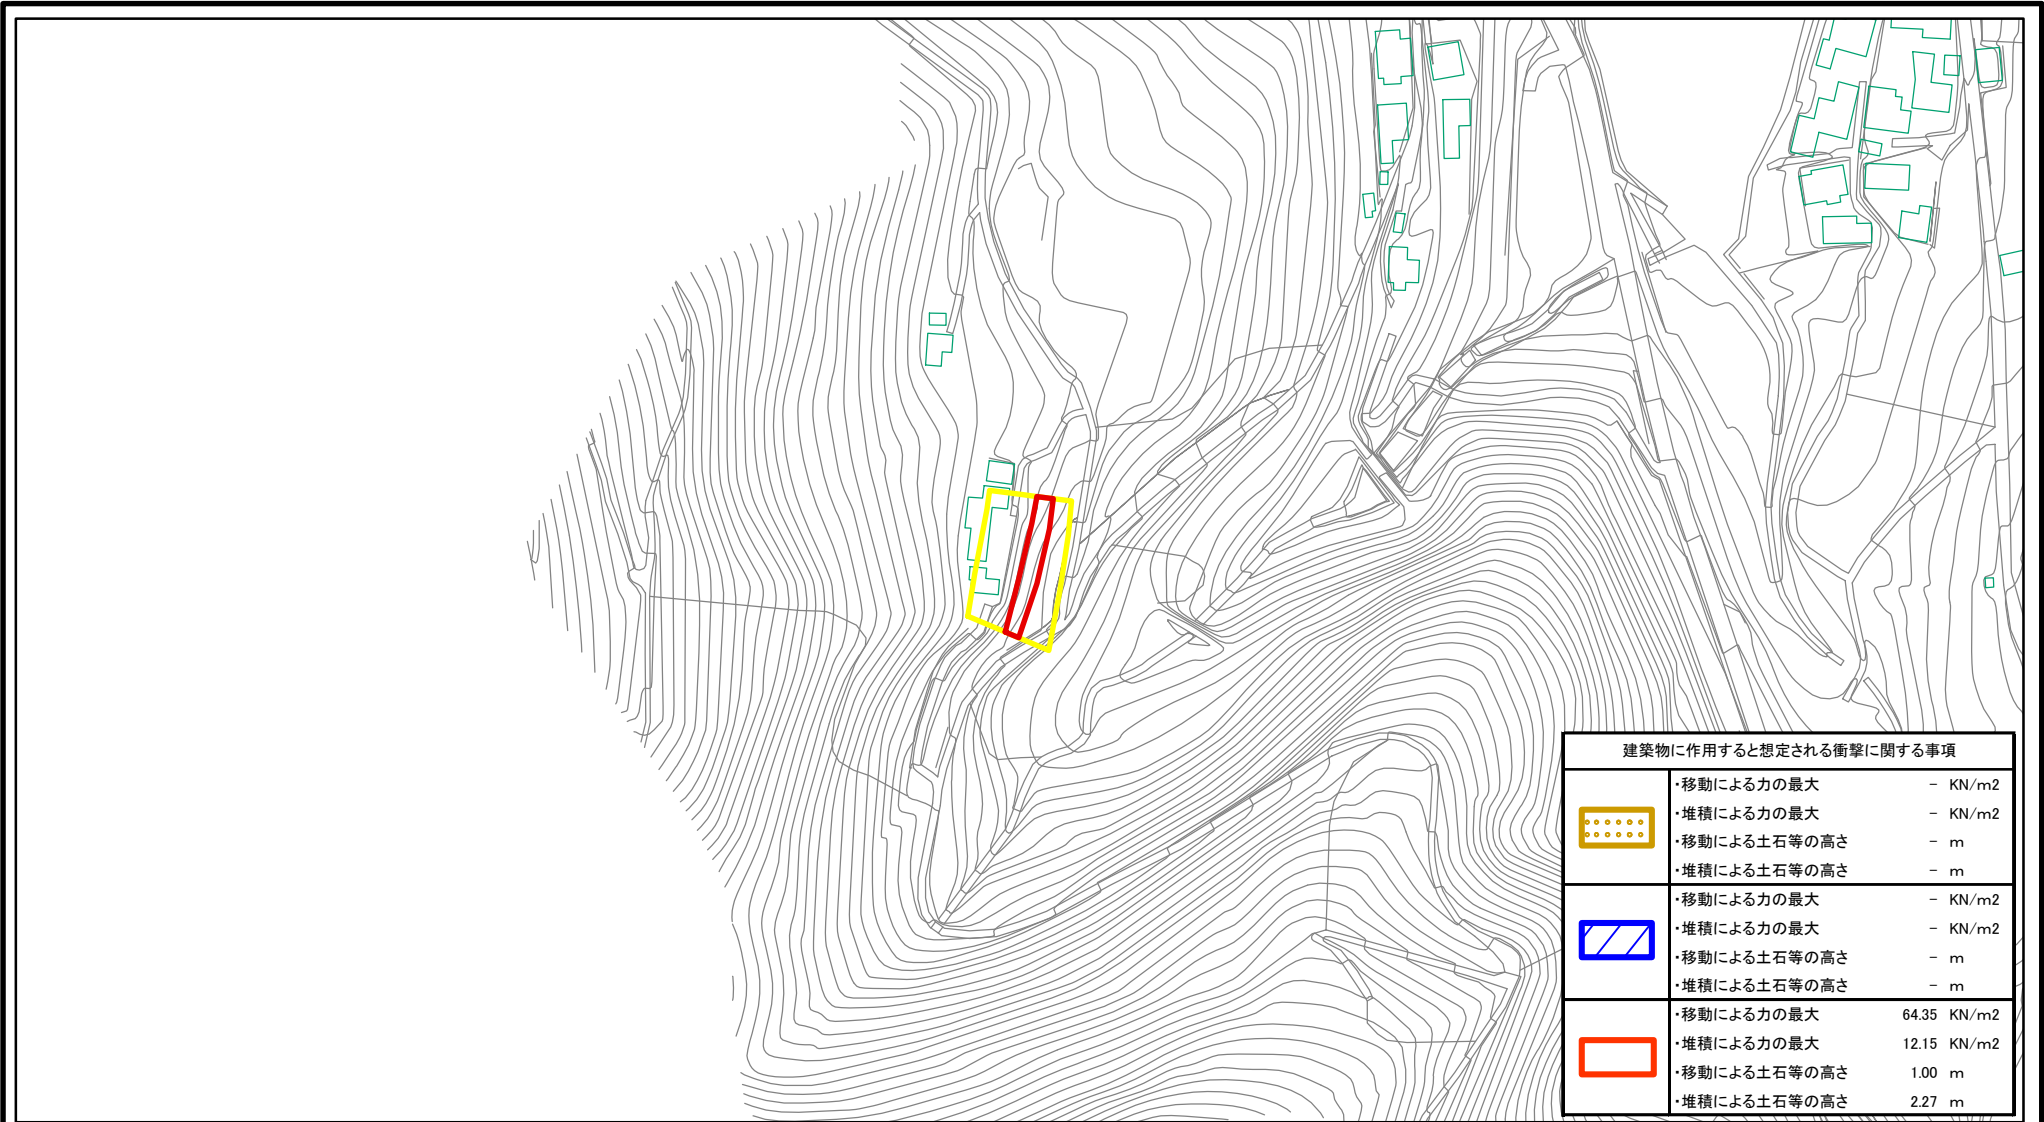 建築物に作用すると想定される衝撃に関する事項
・移動による力の最大 － KN/m2
・堆積による力の最大 － KN/m2
・移動による土石等の高さ － m
・堆積による土石等の高さ － m
・移動による力の最大 － KN/m2
・堆積による力の最大 － KN/m2
・移動による土石等の高さ － m
・堆積による土石等の高さ － m
・移動による力の最大 64.35 KN/m2
・堆積による力の最大 12.15 KN/m2
・移動による土石等の高さ 1.00 m
・堆積による土石等の高さ 2.27 m